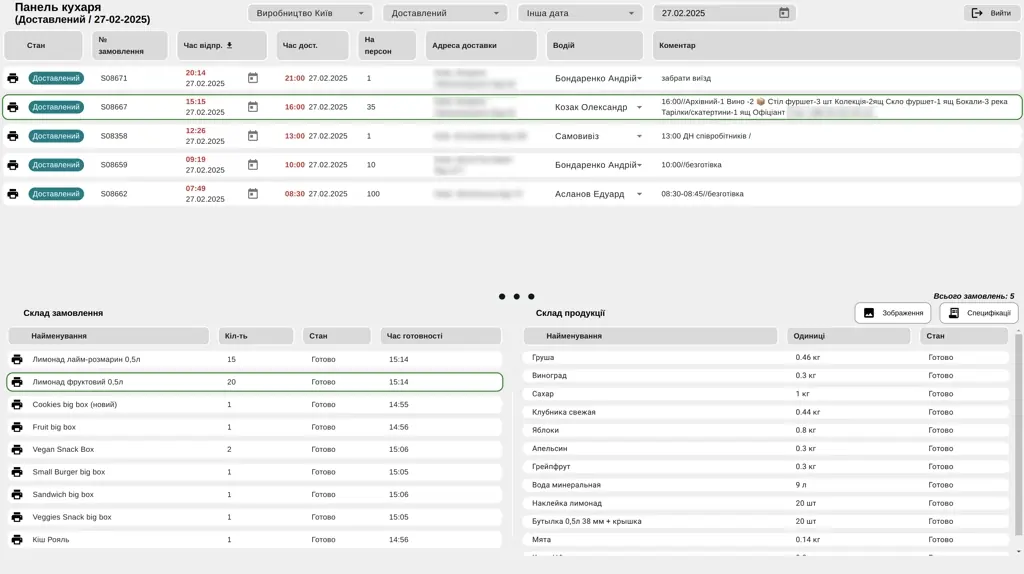 Панель кухаря
(Доставлений / 27-02-2025)
Виробництво Київ
Доставлений
Інша дата
27.02.2025
Вийти
Стан
№ замовлення
Час відпр.
Час дост.
На персон
Адреса доставки
Водій
Коментар
Доставлений S08671 20:14 27.02.2025 21:00 27.02.2025 1 Бондаренко Андрій забрати виїзд
Доставлений S08667 15:15 27.02.2025 16:00 27.02.2025 35 Козак Олександр 16:00//Архівний-1 Вино -2 📦 Стіл фуршет-3 шт Колекція-2ящ Скло фуршет-1 ящ Бокали-3 река
Тарілки/скатертини-1 ящ Офіціант
Доставлений S08358 12:26 27.02.2025 13:00 27.02.2025 1 Самовивіз 13:00 ДН співробітників /
Доставлений S08659 09:19 27.02.2025 10:00 27.02.2025 10 Бондаренко Андрій 10:00//безготівка
Доставлений S08662 07:49 27.02.2025 08:30 27.02.2025 100 Асланов Едуард 08:30-08:45//безготівка
Всього замовлень: 5
Склад замовлення
Найменування Кіл-ть Стан Час готовності
Лимонад лайм-розмарин 0,5л 15 Готово 15:14
Лимонад фруктовий 0,5л 20 Готово 15:14
Cookies big box (новий) 1 Готово 14:55
Fruit big box 1 Готово 14:56
Vegan Snack Box 2 Готово 15:06
Small Burger big box 1 Готово 15:05
Sandwich big box 1 Готово 15:06
Veggies Snack big box 1 Готово 15:05
Кіш Рояль 1 Готово 14:56
Склад продукції
Зображення
Специфікації
Найменування Одиниці Стан
Груша 0.46 кг Готово
Виноград 0.3 кг Готово
Сахар 1 кг Готово
Клубника свежая 0.44 кг Готово
Яблоки 0.8 кг Готово
Апельсин 0.3 кг Готово
Грейпфрут 0.3 кг Готово
Вода минеральная 9 л Готово
Наклейка лимонад 20 шт Готово
Бутылка 0,5л 38 мм + крышка 20 шт Готово
Мята 0.14 кг Готово